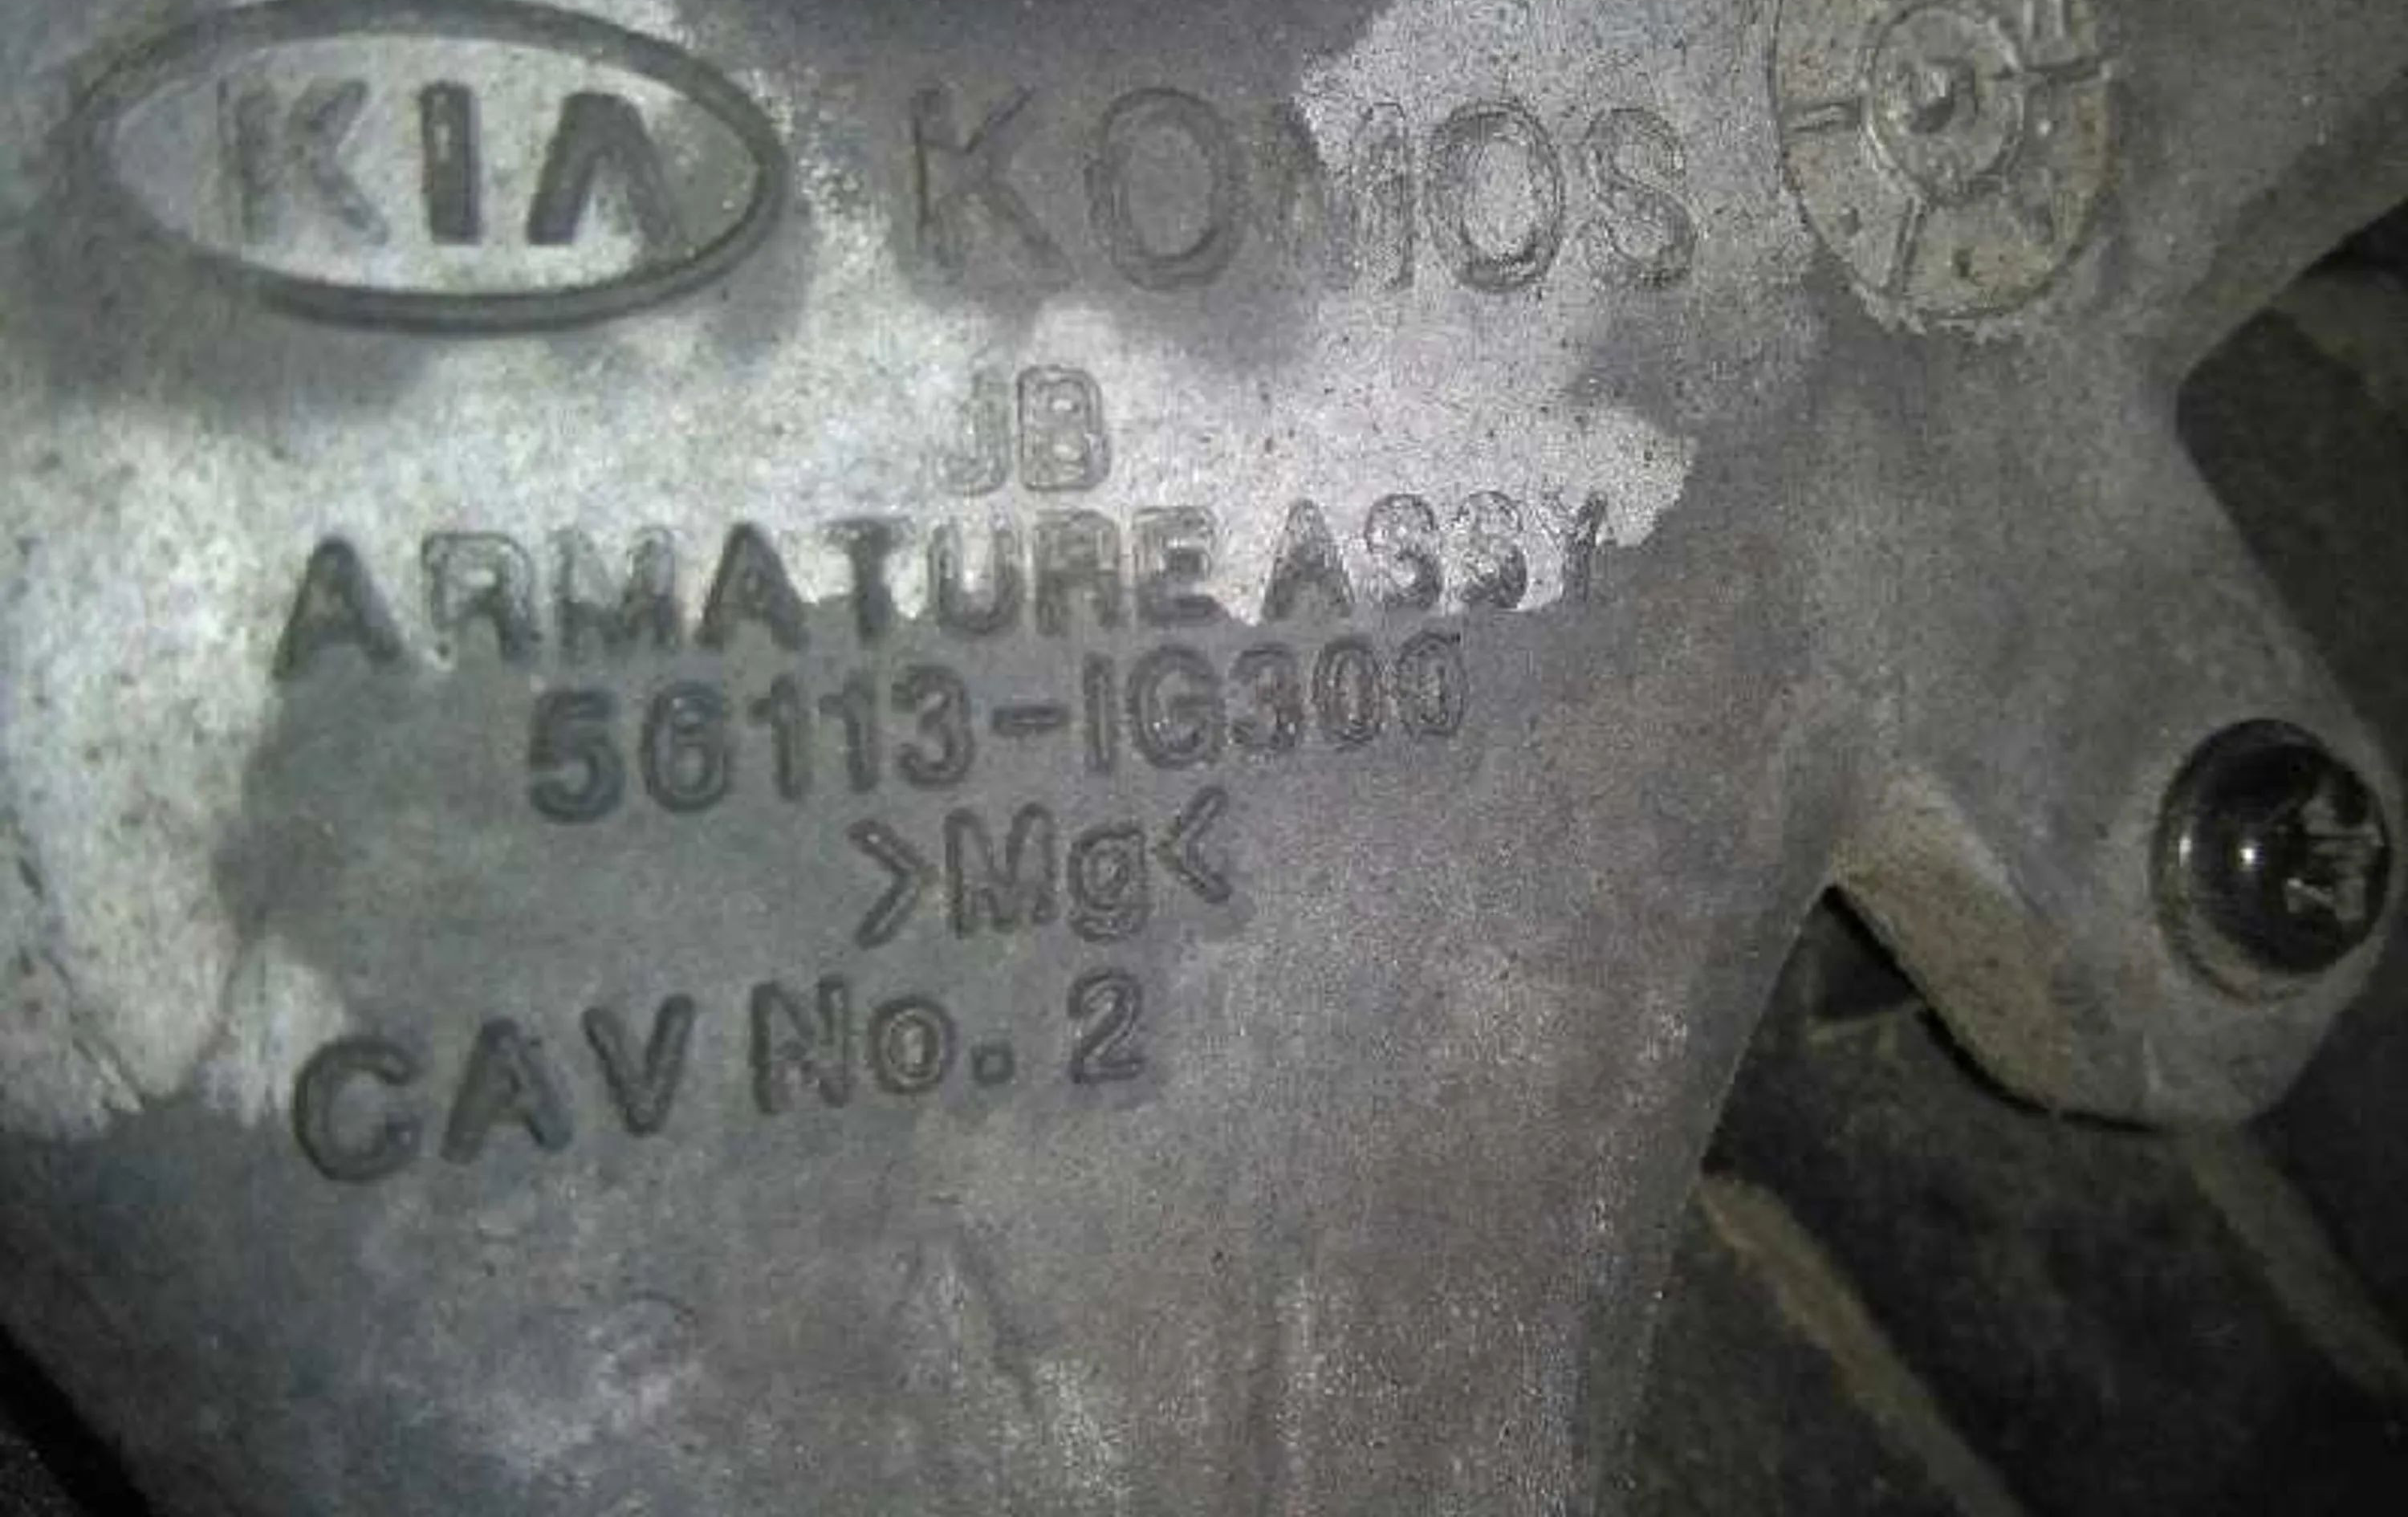 KIA KOMOS
JB
ARMATURE ASSY
56113-1G300
>Mg<
CAV No. 2